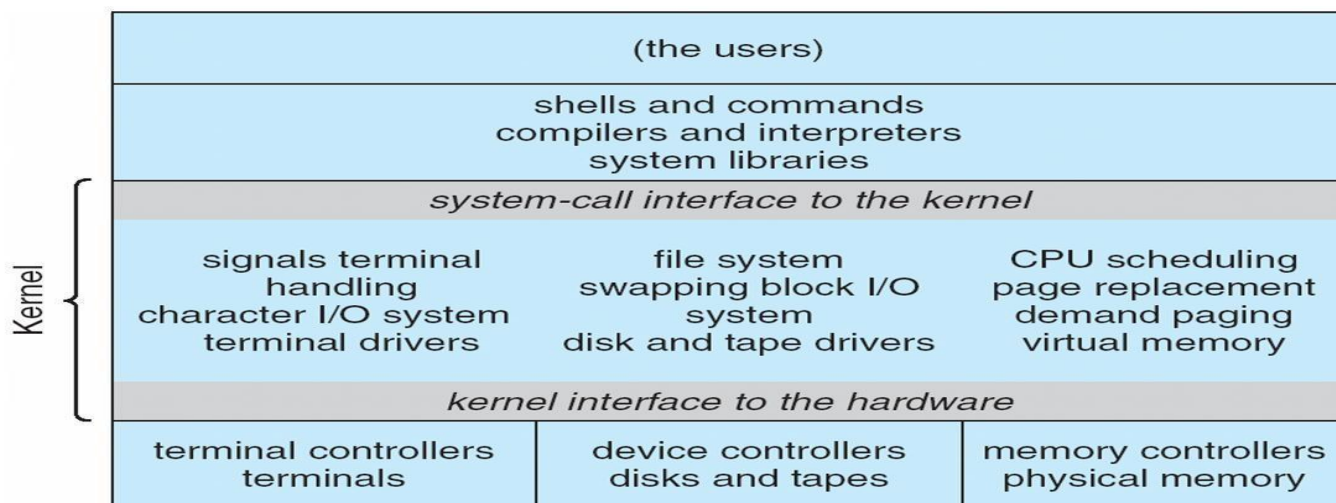 (the users)
shells and commands
compilers and interpreters
system libraries
system-call interface to the kernel
Kernel
signals terminal
handling
character I/O system
terminal drivers
file system
swapping block I/O
system
disk and tape drivers
CPU scheduling
page replacement
demand paging
virtual memory
kernel interface to the hardware
terminal controllers
terminals
device controllers
disks and tapes
memory controllers
physical memory